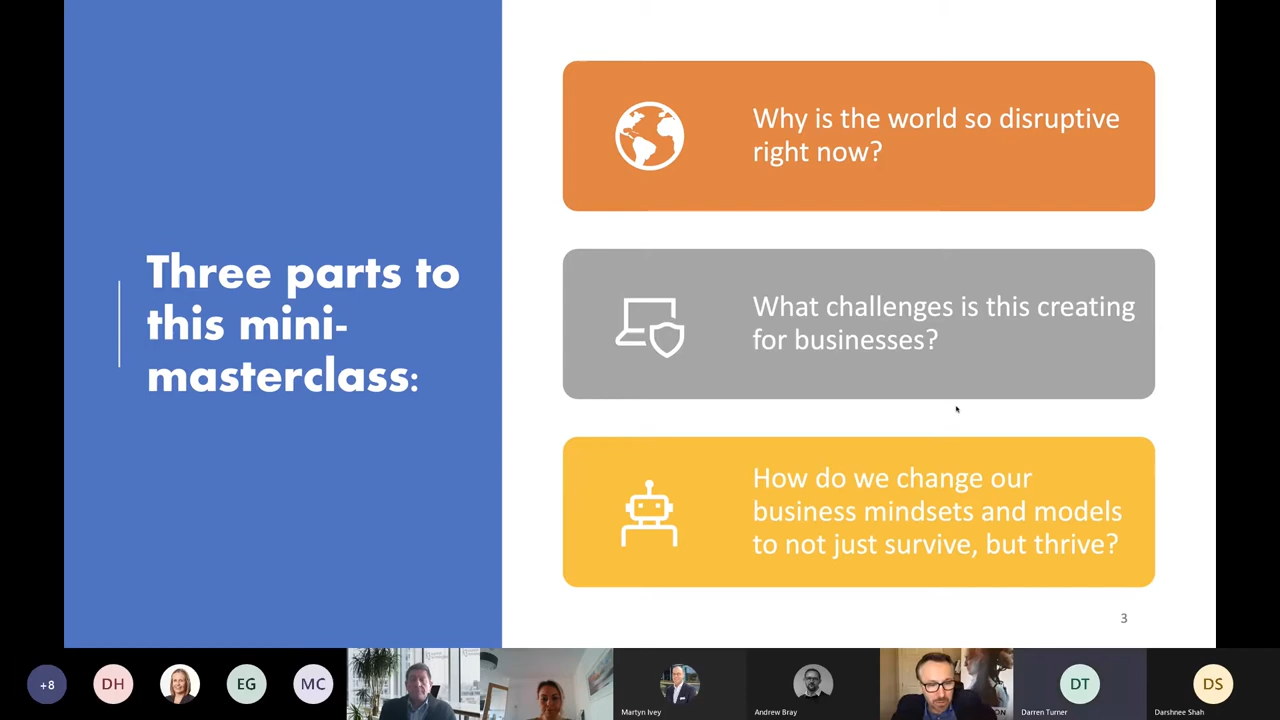 Three parts to
this mini-
masterclass:
Why is the world so disruptive
right now?
What challenges is this creating
for businesses?
How do we change our
business mindsets and models
to not just survive, but thrive?
3
+8
DH
EG
MC
Martyn Ivey
Andrew Bray
DT
Darren Turner
DS
Darshnee Shah